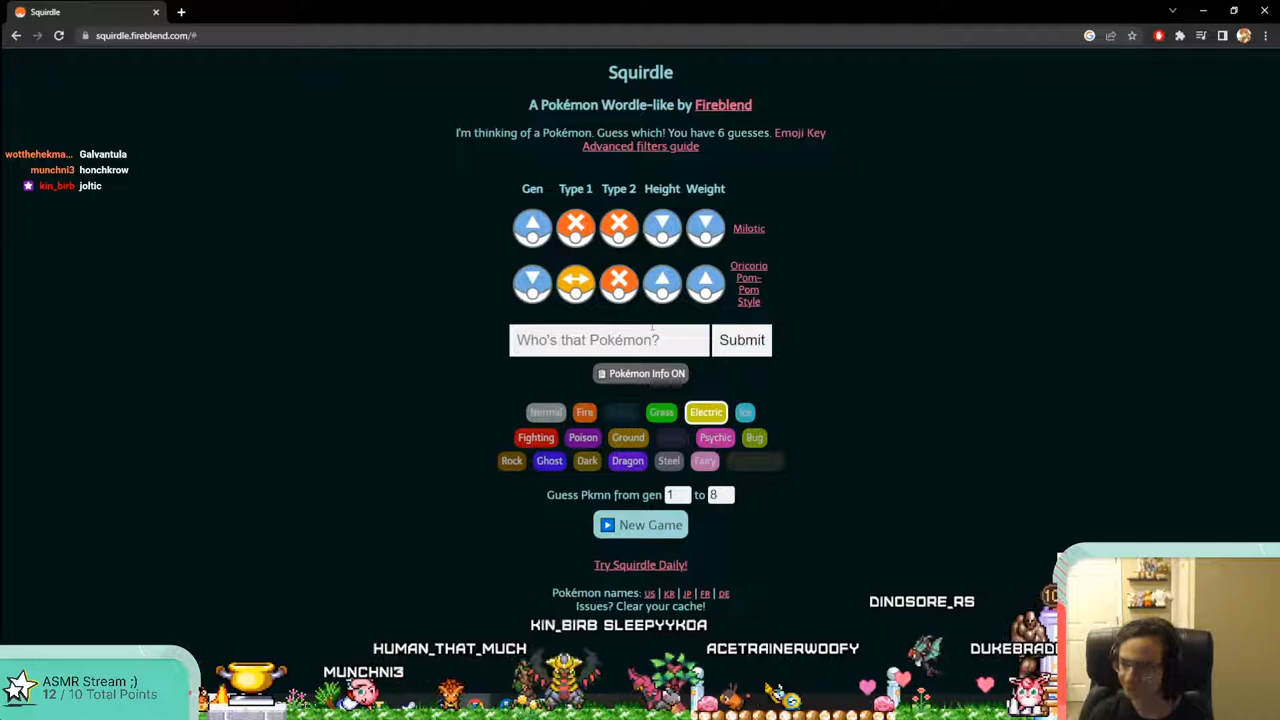 Squirdle
squirdle.fireblend.com/#
Squirdle
A Pokémon Wordle-like by Fireblend
I'm thinking of a Pokémon. Guess which! You have 6 guesses. Emoji Key
Advanced filters guide
wotthehekma... Galvantula
munchni3 honchkrow
kin_birb joltic
Gen Type 1 Type 2 Height Weight
Milotic
Oricorio
Pom-
Pom
Style
Who's that Pokémon? Submit
Pokémon Info ON
Normal Fire Grass Electric Ice
Fighting Poison Ground Psychic Bug
Rock Ghost Dark Dragon Steel Fairy
Guess Pkmn from gen 1 to 8
New Game
Try Squirdle Daily!
Pokémon names: US | KR | JP | FR | DE
Issues? Clear your cache!
DINOSORE_RS
KIN_BIRB SLEEPYYKOA
HUMAN_THAT_MUCH ACETRAINERWOOFY DUKEBRAD
MUNCHNI3
ASMR Stream ;)
12 / 10 Total Points